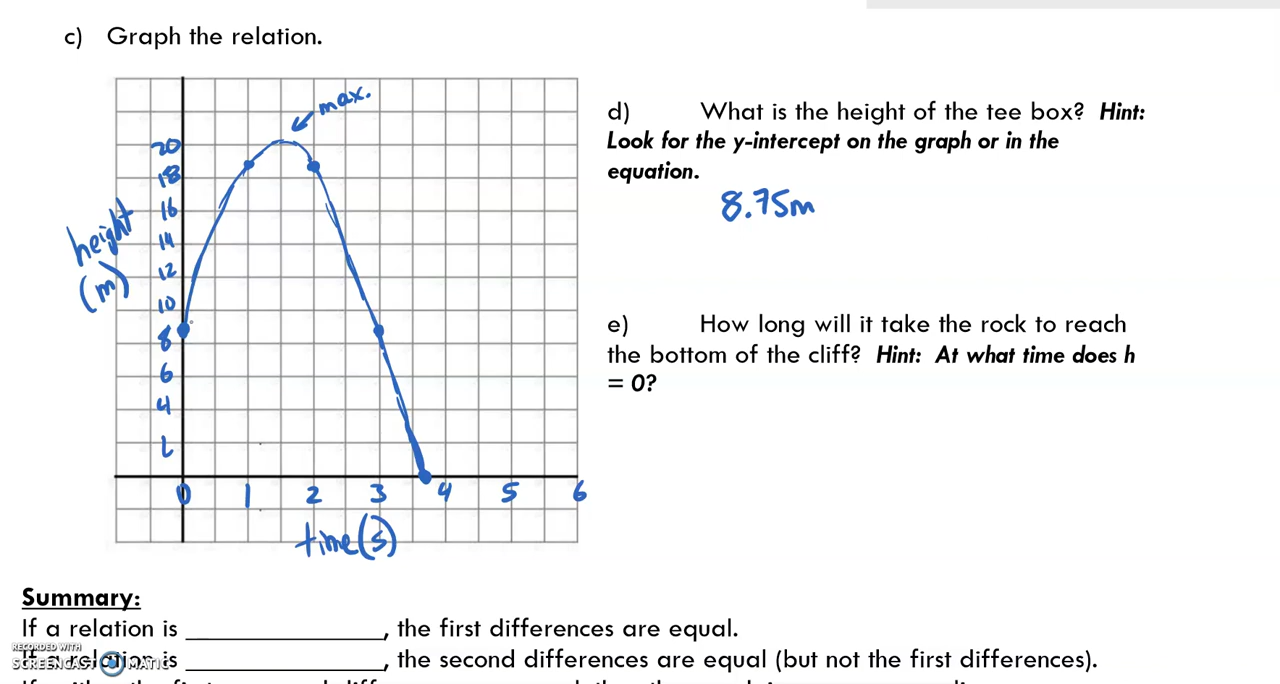 c) Graph the relation.
max.
20
18
16
14
12
10
8
6
4
2
height
(m)
0 1 2 3 4 5 6
time(s)
d) What is the height of the tee box? Hint:
Look for the y-intercept on the graph or in the
equation.
8.75m
e) How long will it take the rock to reach
the bottom of the cliff? Hint: At what time does h
= 0?
Summary:
If a relation is ________________, the first differences are equal.
RECORDED WITH
SCREENCAST MATIC
If a relation is ________________, the second differences are equal (but not the first differences).